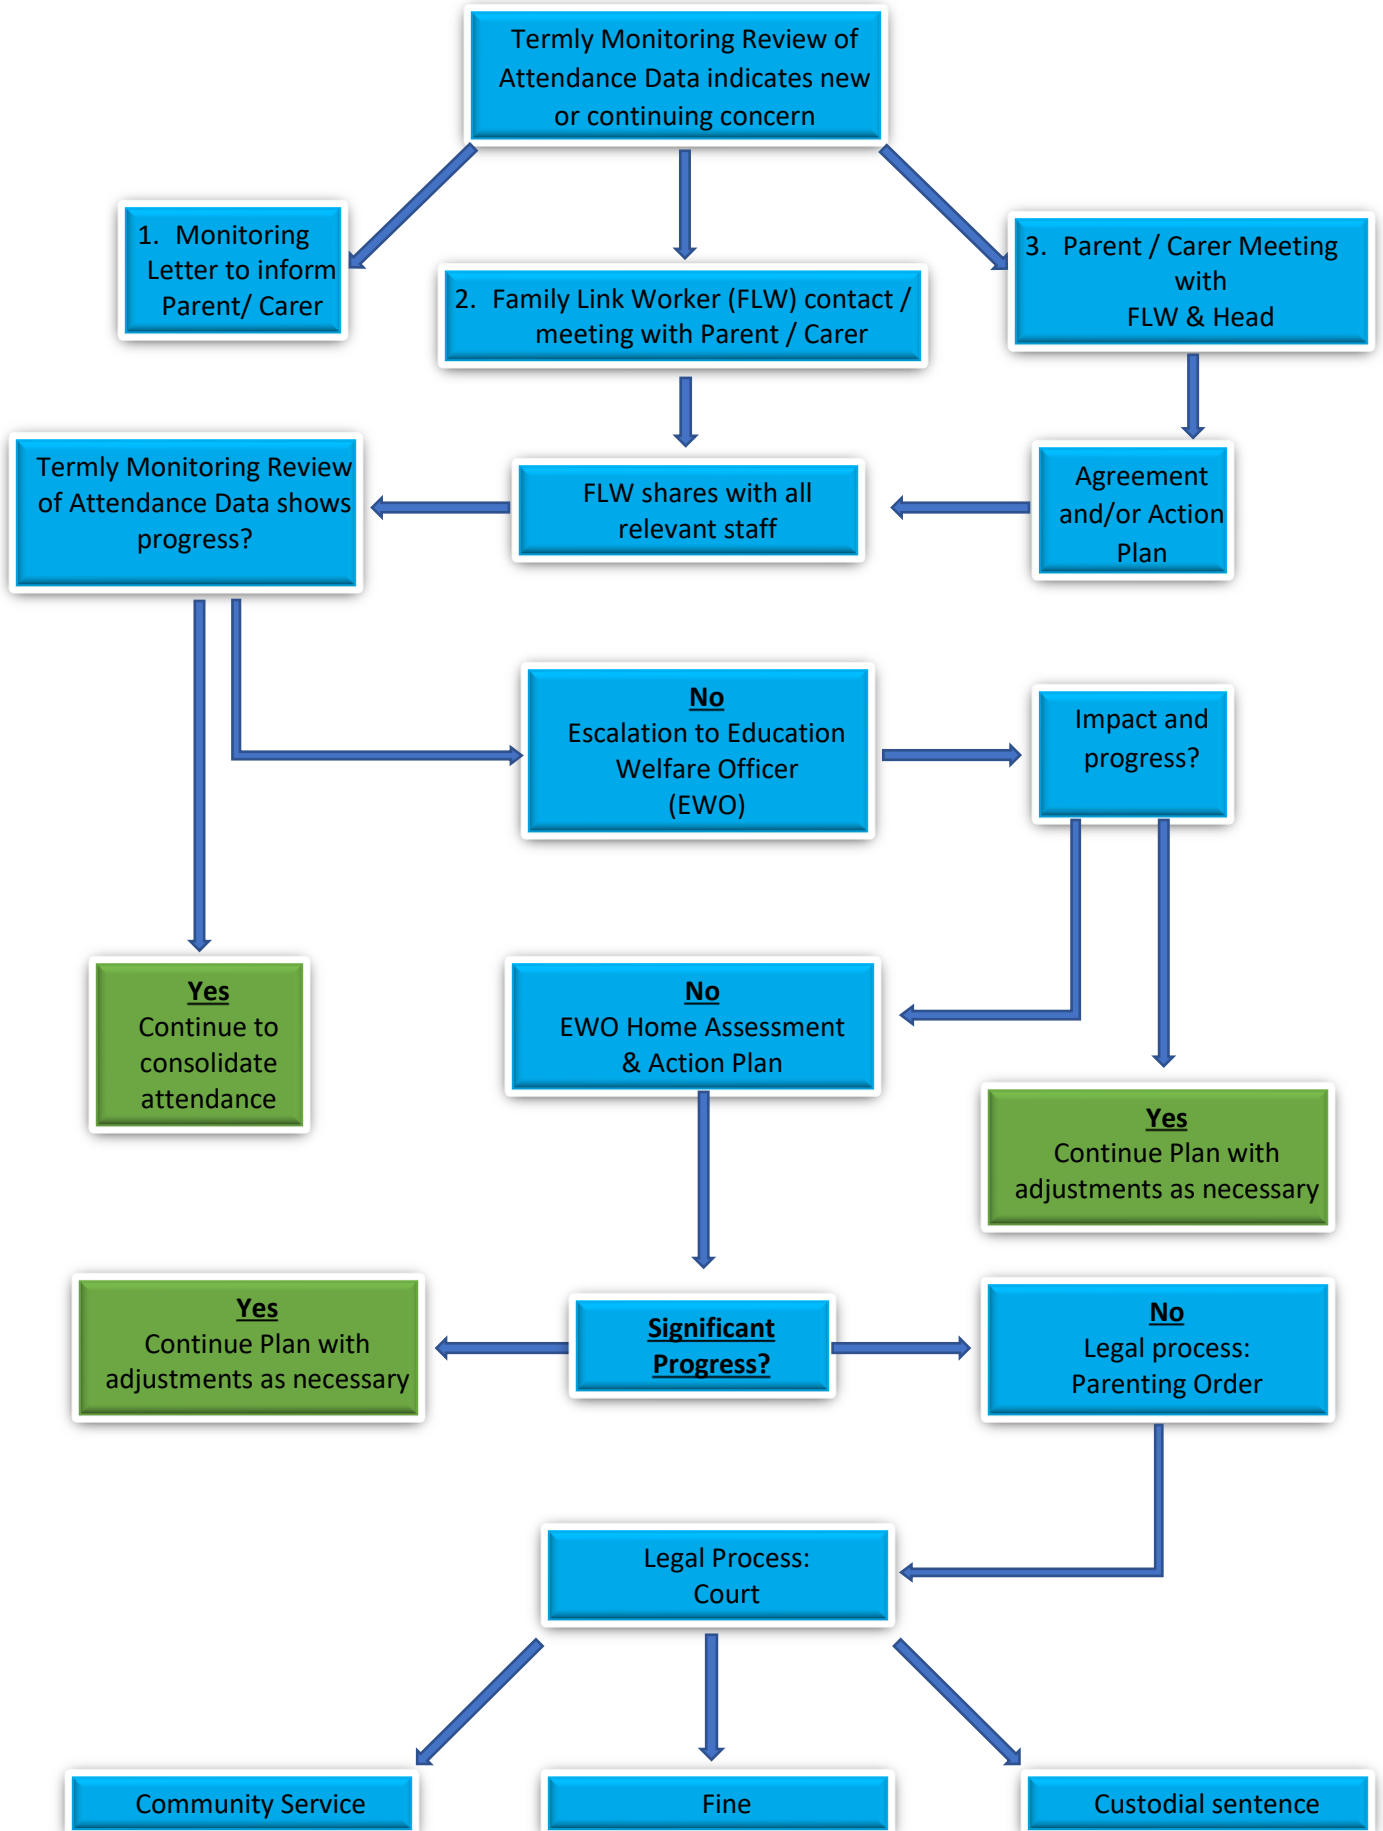 Termly Monitoring Review of
Attendance Data indicates new
or continuing concern
1. Monitoring
Letter to inform
Parent/ Carer
2. Family Link Worker (FLW) contact /
meeting with Parent / Carer
3. Parent / Carer Meeting
with
FLW & Head
Termly Monitoring Review
of Attendance Data shows
progress?
FLW shares with all
relevant staff
Agreement
and/or Action
Plan
No
Escalation to Education
Welfare Officer
(EWO)
Impact and
progress?
Yes
Continue to
consolidate
attendance
No
EWO Home Assessment
& Action Plan
Yes
Continue Plan with
adjustments as necessary
Yes
Continue Plan with
adjustments as necessary
Significant
Progress?
No
Legal process:
Parenting Order
Legal Process:
Court
Community Service
Fine
Custodial sentence